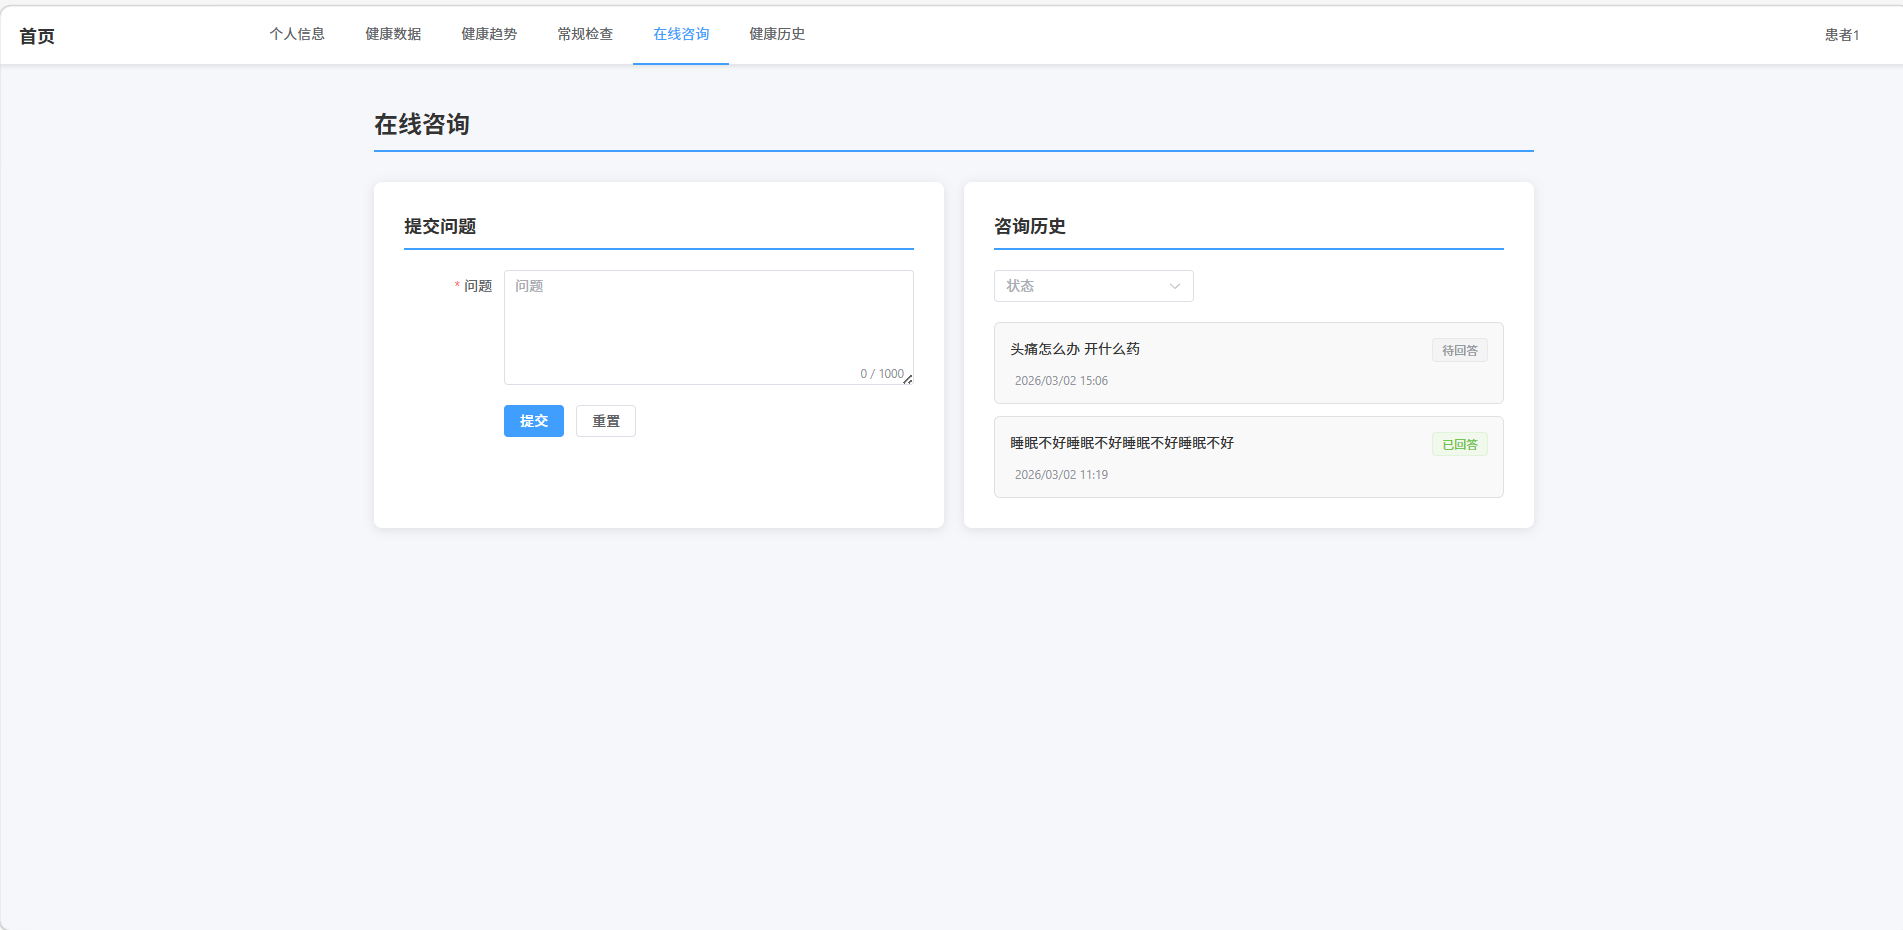 首页
个人信息 健康数据 健康趋势 常规检查 在线咨询 健康历史
患者1
在线咨询
提交问题
* 问题
问题
0 / 1000
提交 重置
咨询历史
状态
头痛怎么办 开什么药
待回答
2026/03/02 15:06
睡眠不好睡眠不好睡眠不好睡眠不好
已回答
2026/03/02 11:19